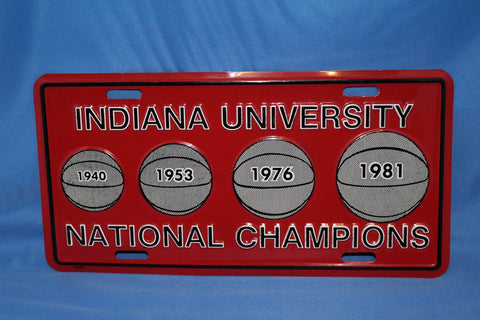 INDIANA UNIVERSITY
1940 1953 1976 1981
NATIONAL CHAMPIONS